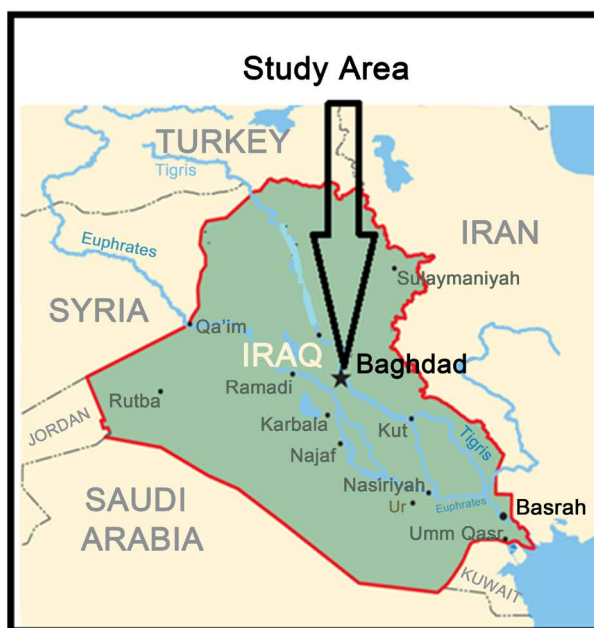 Study Area
TURKEY
Tigris
Euphrates
IRAN
Sulaymaniyah
SYRIA
Qa'im
IRAQ
Baghdad
Ramadi
Rutba
Karbala
Kut
JORDAN
Najaf
Tigris
Nasiriyah
Ur
Euphrates
Basrah
SAUDI
ARABIA
Umm Qasr
KUWAIT